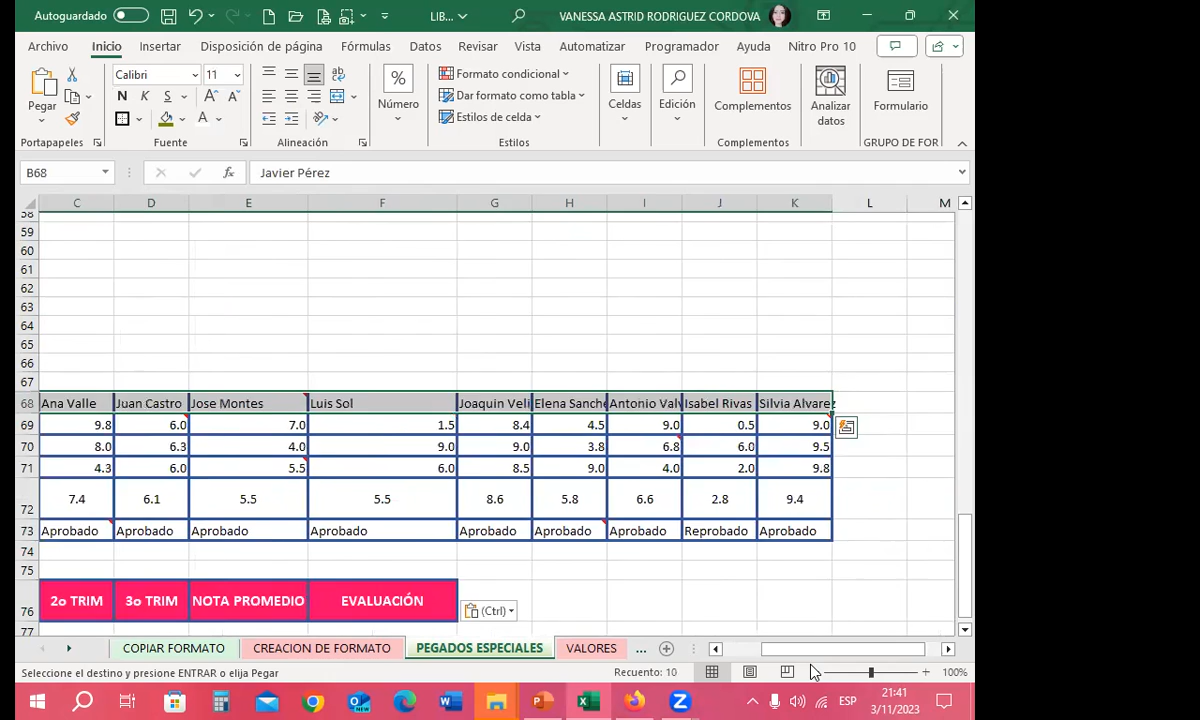 Autoguardado LIB... VANESSA ASTRID RODRIGUEZ CORDOVA
Archivo Inicio Insertar Disposición de página Fórmulas Datos Revisar Vista Automatizar Programador Ayuda Nitro Pro 10
Pegar
Portapapeles
Calibri 11
N K S
Fuente
Alineación
Número
Formato condicional
Dar formato como tabla
Estilos de celda
Estilos
Celdas
Edición
Complementos
Complementos
Analizar datos
Formulario
GRUPO DE FOR
B68 fx Javier Pérez
C D E F G H I J K L M
58
59
60
61
62
63
64
65
66
67
68 Ana Valle Juan Castro Jose Montes Luis Sol Joaquin Veli Elena Sanche Antonio Valv Isabel Rivas Silvia Alvarez
69 9.8 6.0 7.0 1.5 8.4 4.5 9.0 0.5 9.0
70 8.0 6.3 4.0 9.0 9.0 3.8 6.8 6.0 9.5
71 4.3 6.0 5.5 6.0 8.5 9.0 4.0 2.0 9.8
72 7.4 6.1 5.5 5.5 8.6 5.8 6.6 2.8 9.4
73 Aprobado Aprobado Aprobado Aprobado Aprobado Aprobado Aprobado Reprobado Aprobado
74
75
76 2o TRIM 3o TRIM NOTA PROMEDIO EVALUACIÓN (Ctrl)
77
COPIAR FORMATO CREACION DE FORMATO PEGADOS ESPECIALES VALORES ...
Seleccione el destino y presione ENTRAR o elija Pegar Recuento: 10 100%
ESP 21:41
3/11/2023